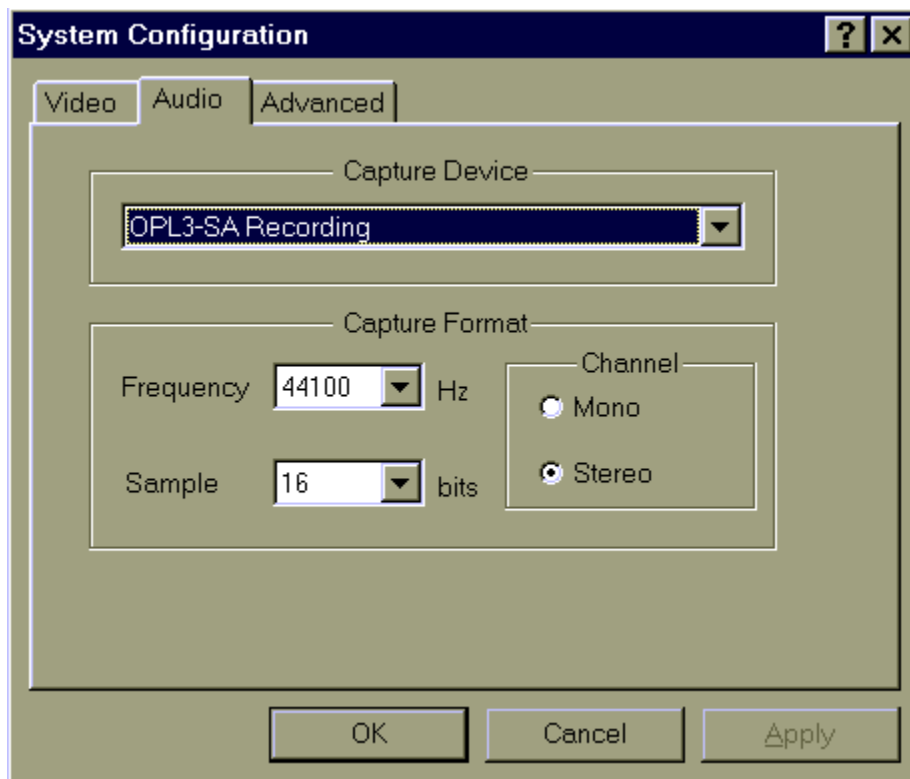 System Configuration
Video Audio Advanced
Capture Device
OPL3-SA Recording
Capture Format
Frequency 44100 Hz
Channel
Mono
Sample 16 bits
Stereo
OK Cancel Apply